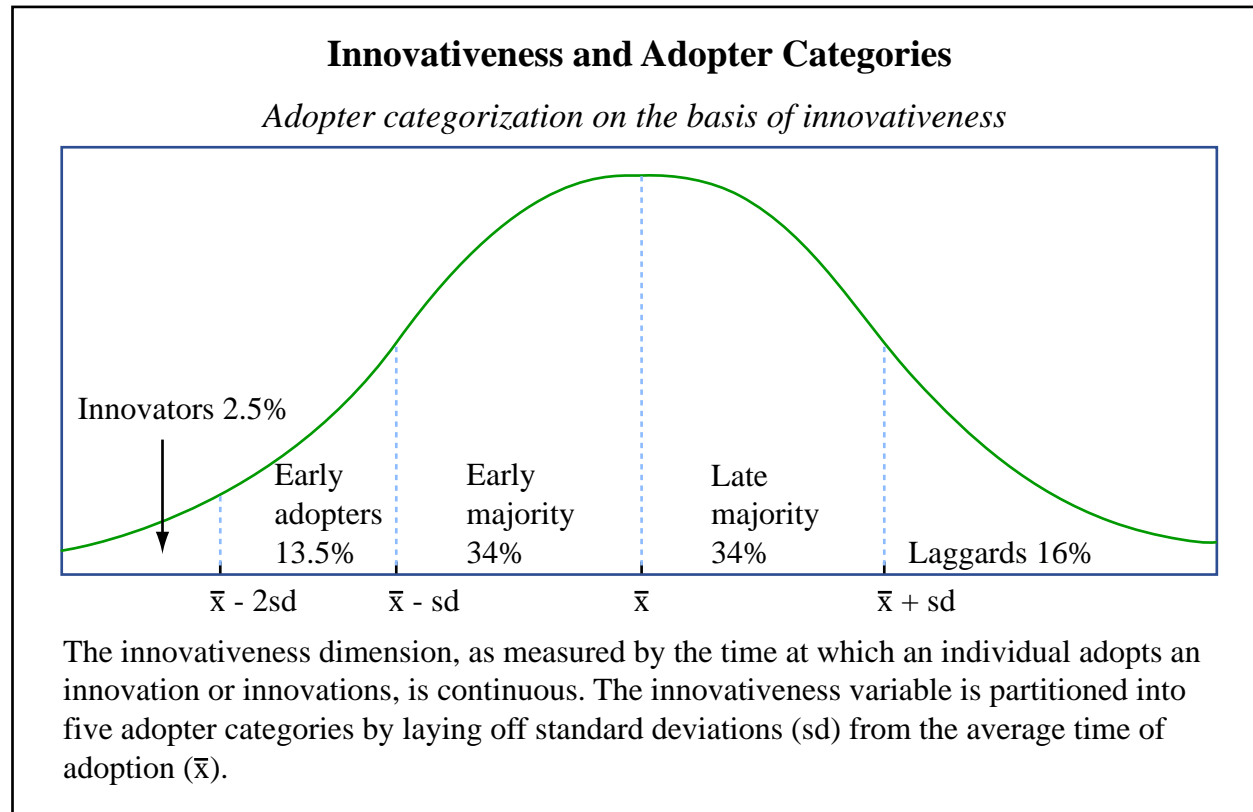 Innovativeness and Adopter Categories
Adopter categorization on the basis of innovativeness
Innovators 2.5%
Early
adopters
13.5%
Early
majority
34%
Late
majority
34%
Laggards 16%
x̄ - 2sd
x̄ - sd
x̄
x̄ + sd
The innovativeness dimension, as measured by the time at which an individual adopts an
innovation or innovations, is continuous. The innovativeness variable is partitioned into
five adopter categories by laying off standard deviations (sd) from the average time of
adoption (x̄).